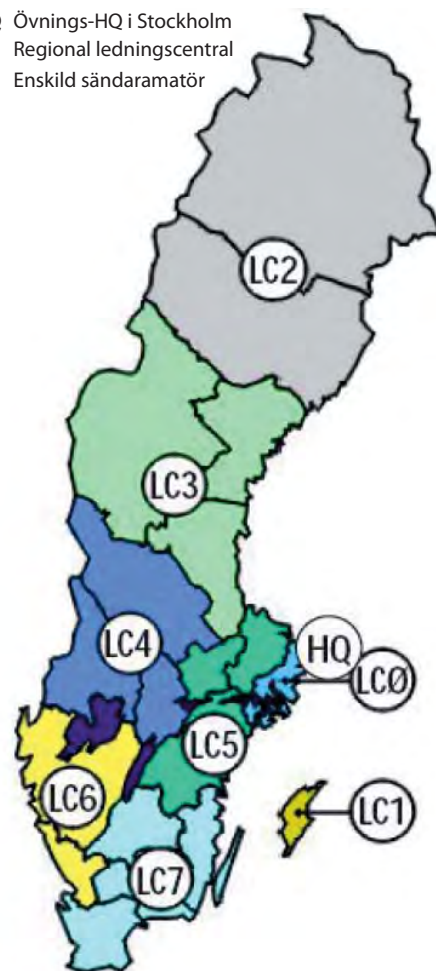 Övnings-HQ i Stockholm
Regional ledningscentral
Enskild sändaramatör
LC2
LC3
HQ
LC4
LCØ
LC5
LC6
LC1
LC7